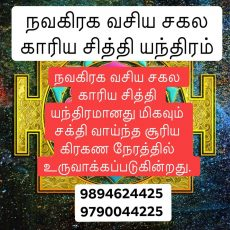 நவகிரக வசிய சகல
காரிய சித்தி யந்திரம்
நவகிரக வசிய சகல
காரிய சித்தி
யந்திரமானது மிகவும்
சக்தி வாய்ந்த சூரிய
கிரகண நேரத்தில்
உருவாக்கப்படுகின்றது.
9894624425
9790044225